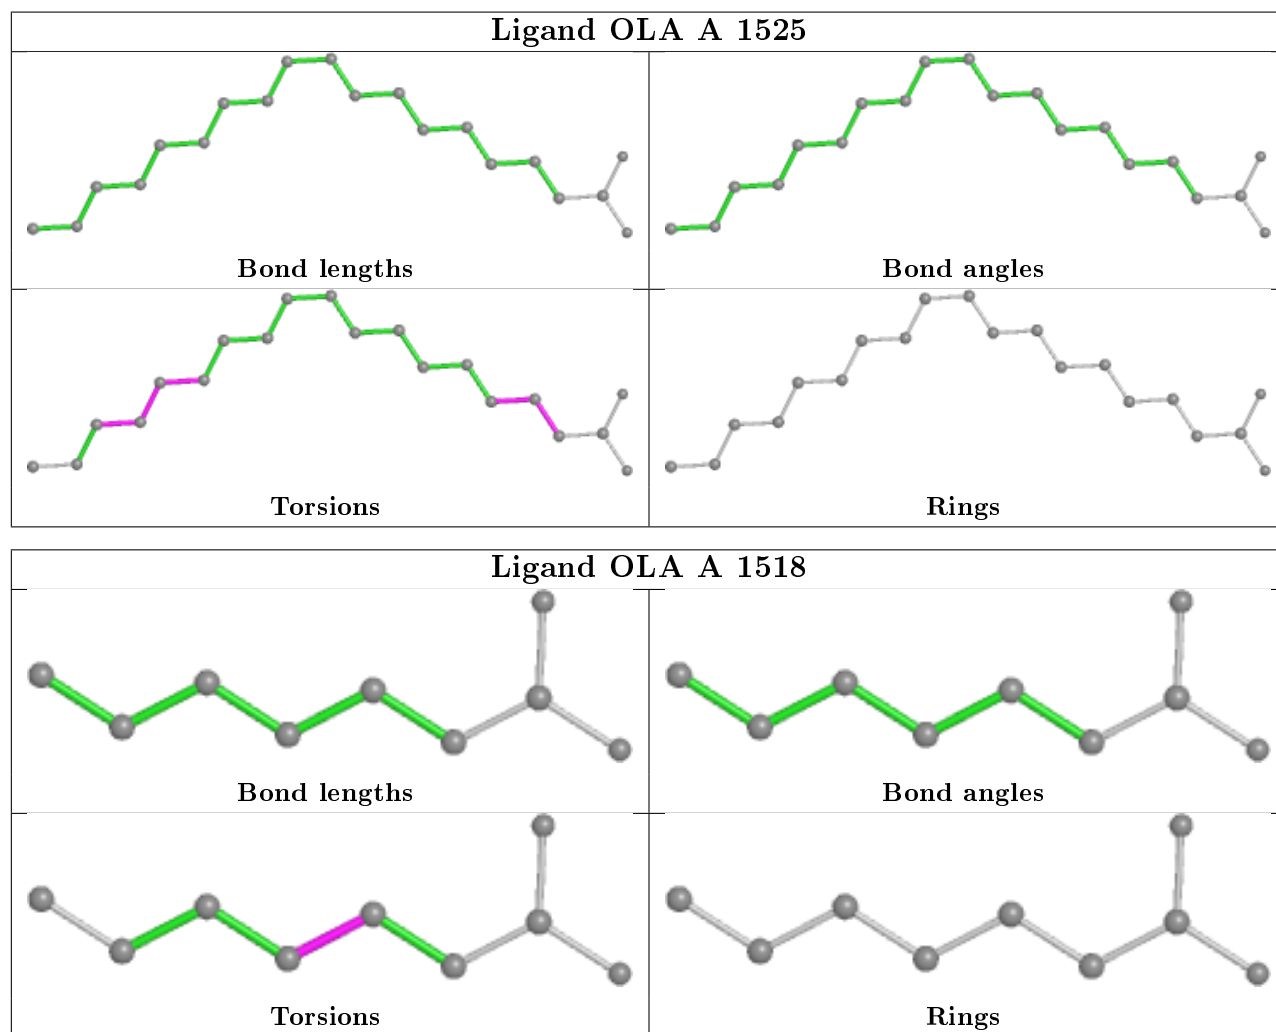 Ligand OLA A 1525
Bond lengths
Bond angles
Torsions
Rings
Ligand OLA A 1518
Bond lengths
Bond angles
Torsions
Rings